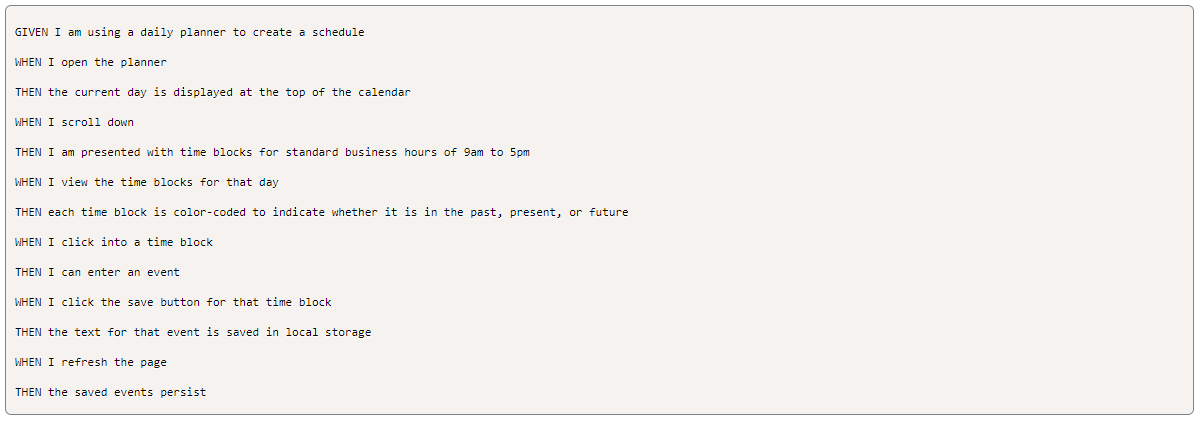 GIVEN I am using a daily planner to create a schedule
WHEN I open the planner
THEN the current day is displayed at the top of the calendar
WHEN I scroll down
THEN I am presented with time blocks for standard business hours of 9am to 5pm
WHEN I view the time blocks for that day
THEN each time block is color-coded to indicate whether it is in the past, present, or future
WHEN I click into a time block
THEN I can enter an event
WHEN I click the save button for that time block
THEN the text for that event is saved in local storage
WHEN I refresh the page
THEN the saved events persist